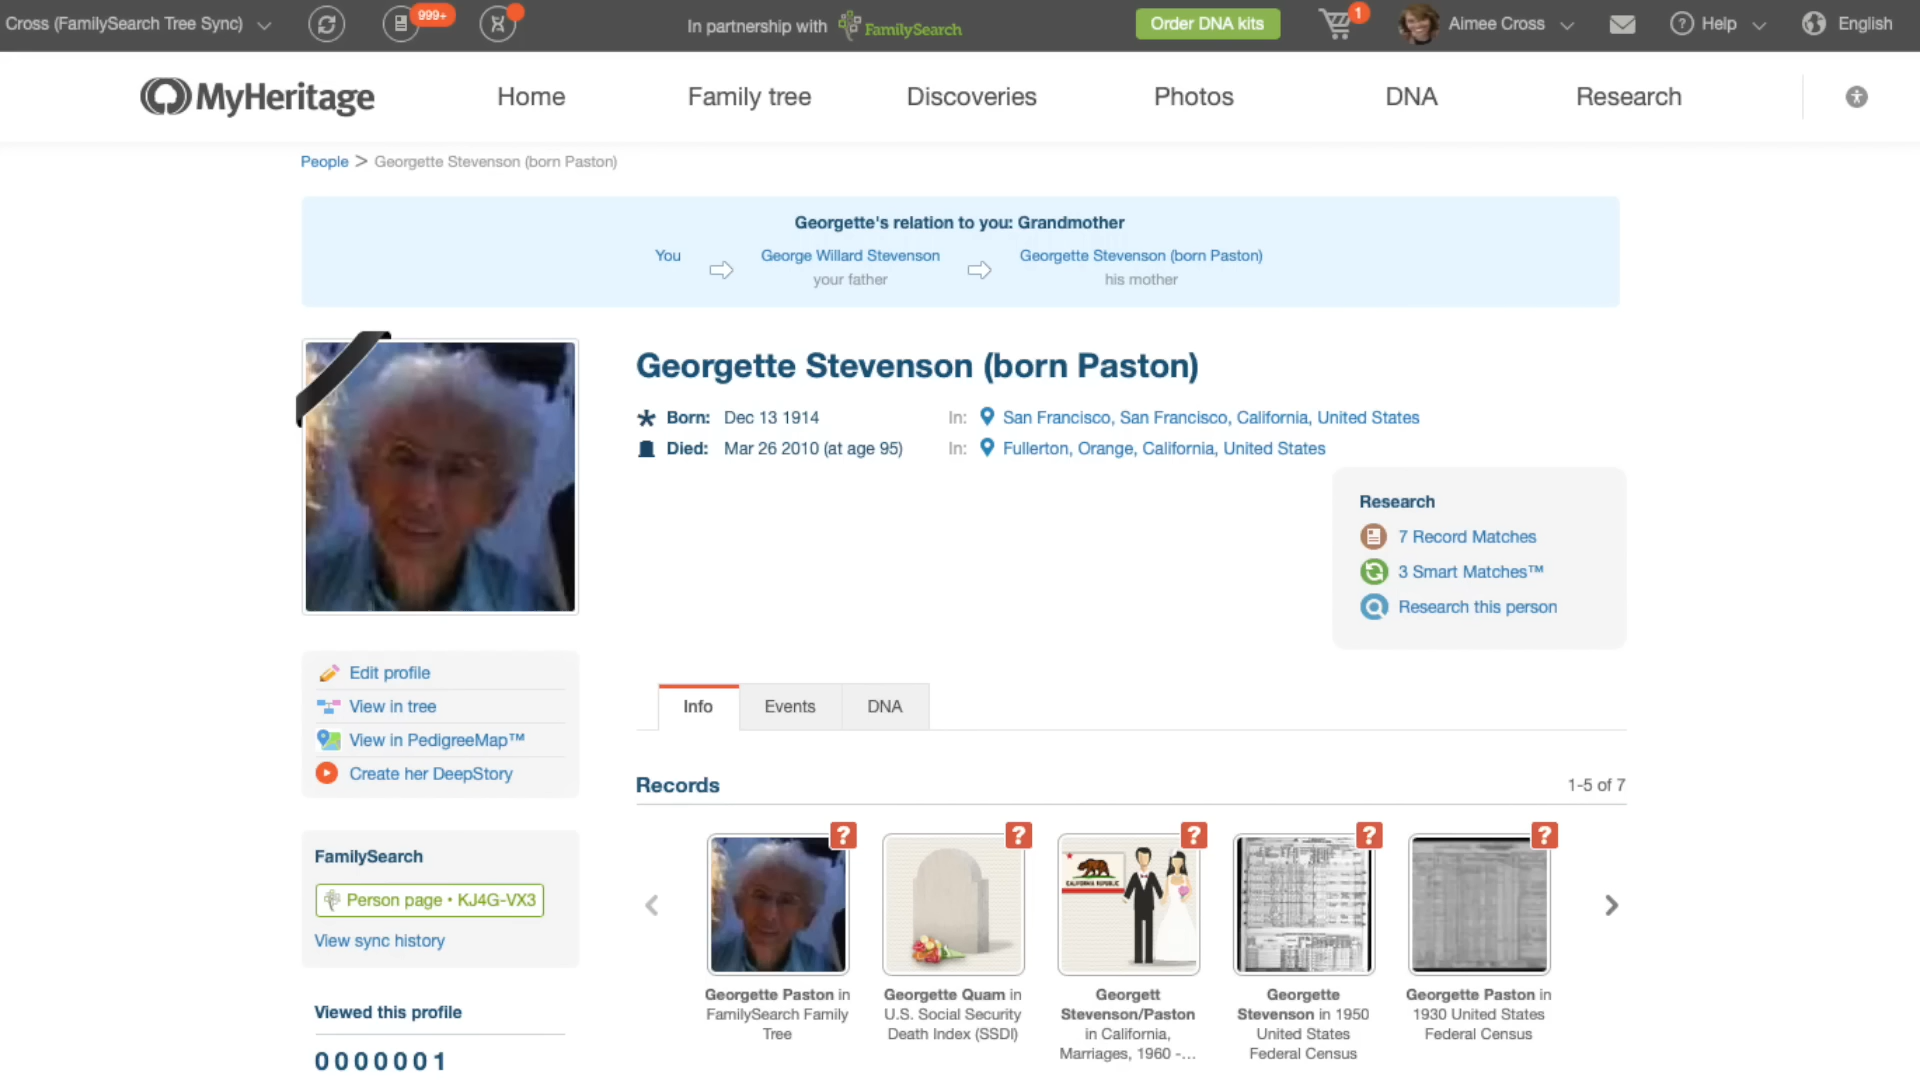 Cross (FamilySearch Tree Sync)
999+
In partnership with FamilySearch
Order DNA kits
1
Aimee Cross
Help
English
MyHeritage
Home
Family tree
Discoveries
Photos
DNA
Research
People > Georgette Stevenson (born Paston)
Georgette's relation to you: Grandmother
You
George Willard Stevenson
your father
Georgette Stevenson (born Paston)
his mother
Georgette Stevenson (born Paston)
Born: Dec 13 1914 In: San Francisco, San Francisco, California, United States
Died: Mar 26 2010 (at age 95) In: Fullerton, Orange, California, United States
Research
7 Record Matches
3 Smart Matches™
Research this person
Edit profile
View in tree
View in PedigreeMap™
Create her DeepStory
FamilySearch
Person page • KJ4G-VX3
View sync history
Viewed this profile
0000001
Info
Events
DNA
Records
1-5 of 7
?
?
?
?
?
CALIFORNIA REPUBLIC
Georgette Paston in
FamilySearch Family
Tree
Georgette Quam in
U.S. Social Security
Death Index (SSDI)
Georgett
Stevenson/Paston
in California,
Marriages, 1960 -...
Georgette
Stevenson in 1950
United States
Federal Census
Georgette Paston in
1930 United States
Federal Census